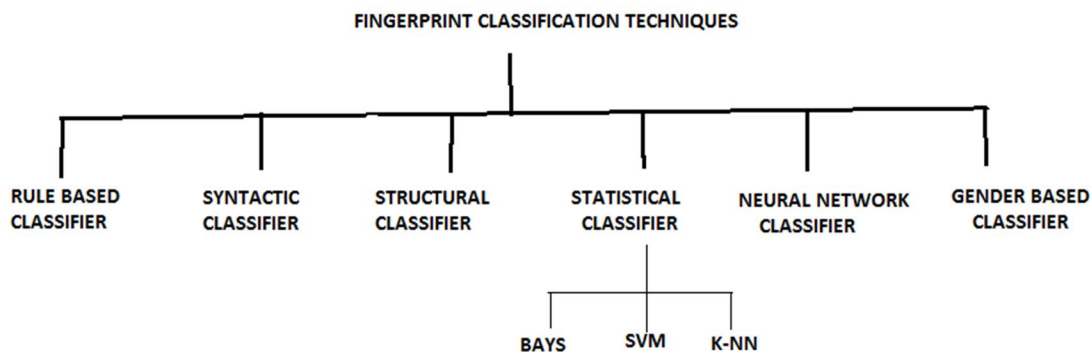 FINGERPRINT CLASSIFICATION TECHNIQUES
RULE BASED
CLASSIFIER
SYNTACTIC
CLASSIFIER
STRUCTURAL
CLASSIFIER
STATISTICAL
CLASSIFIER
NEURAL NETWORK
CLASSIFIER
GENDER BASED
CLASSIFIER
BAYS
SVM
K-NN